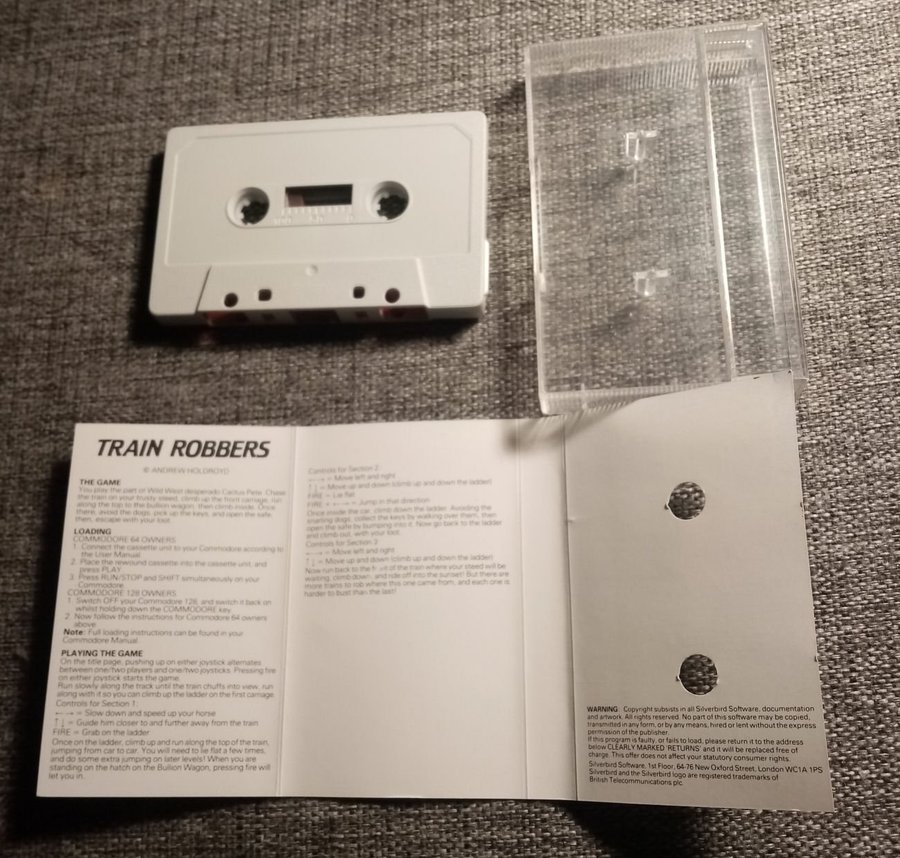 100 50 0
TRAIN ROBBERS
© ANDREW HOLDROYD
THE GAME
You play the part of Wild West desperado Cactus Pete. Chase
the train on your trusty steed, climb up the front carriage, run
along the top to the bullion wagon, then climb inside. Once
there, avoid the dogs, pick up the keys, and open the safe,
then, escape with your loot.
LOADING
COMMODORE 64 OWNERS
1. Connect the cassette unit to your Commodore according to
the User Manual.
2. Place the rewound cassette into the cassette unit, and
press PLAY.
3. Press RUN/STOP and SHIFT simultaneously on your
Commodore.
COMMODORE 128 OWNERS
1. Switch OFF your Commodore 128, and switch it back on
whilst holding down the COMMODORE key.
2. Now follow the instructions for Commodore 64 owners
above.
Note: Full loading instructions can be found in your
Commodore Manual.
PLAYING THE GAME
On the title page, pushing up on either joystick alternates
between one/two players and one/two joysticks. Pressing fire
on either joystick starts the game.
Run slowly along the track until the train chuffs into view, run
along with it so you can climb up the ladder on the first carriage.
Controls for Section 1:
← → = Slow down and speed up your horse
↑ ↓ = Guide him closer to and further away from the train
FIRE = Grab on the ladder
Once on the ladder, climb up and run along the top of the train,
jumping from car to car. You will need to lie flat a few times,
and do some extra jumping on later levels! When you are
standing on the hatch on the Bullion Wagon, pressing fire will
let you in.
Controls for Section 2:
← → = Move left and right
↑ ↓ = Move up and down (climb up and down the ladder)
FIRE = Lie flat
FIRE + ← → = Jump in that direction
Once inside the car, climb down the ladder. Avoiding the
snarling dogs, collect the keys by walking over them, then
open the safe by bumping into it. Now go back to the ladder
and climb out, with your loot.
Controls for Section 3
← → = Move left and right
↑ ↓ = Move up and down (climb up and down the ladder)
Now run back to the front of the train where your steed will be
waiting, climb down, and ride off into the sunset! But there are
more trains to rob where this one came from, and each one is
harder to bust than the last!
WARNING: Copyright subsists in all Silverbird Software, documentation
and artwork. All rights reserved. No part of this software may be copied,
transmitted in any form, or by any means, hired or lent without the express
permission of the publisher.
If this program is faulty, or fails to load, please return it to the address
below CLEARLY MARKED 'RETURNS' and it will be replaced free of
charge. This offer does not affect your statutory consumer rights.
Silverbird Software, 1st Floor, 64-76 New Oxford Street, London WC1A 1PS
Silverbird and the Silverbird logo are registered trademarks of
British Telecommunications plc.